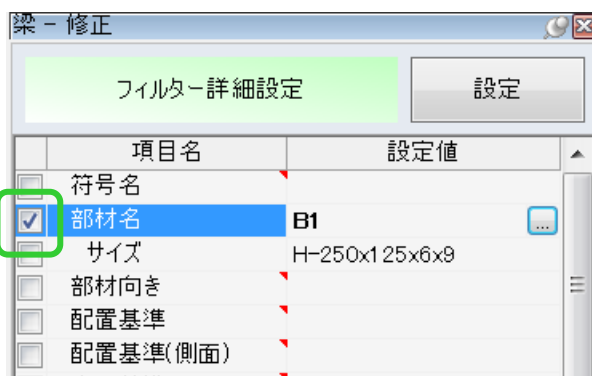 梁 - 修正
フィルター詳細設定 設定
項目名 設定値
符号名
部材名 B1 ...
サイズ H-250x125x6x9
部材向き
配置基準
配置基準(側面)